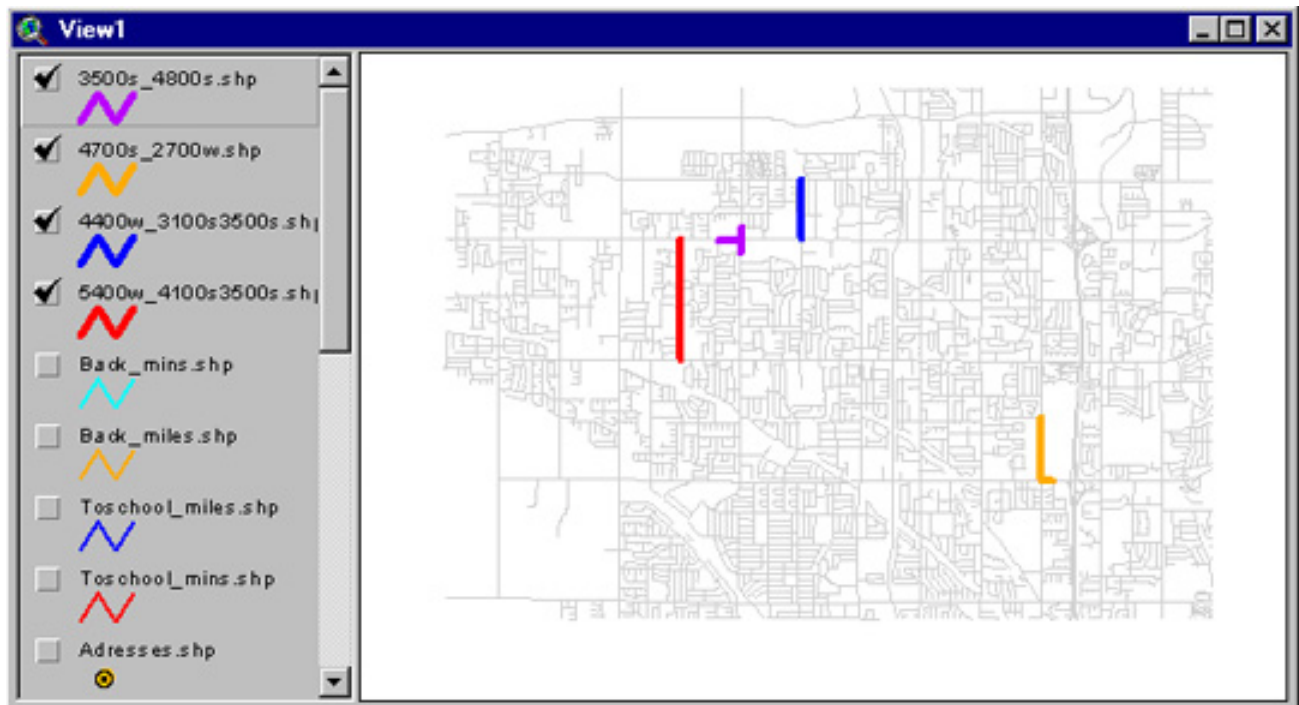 View1
3500s_4800s.shp
4700s_2700w.shp
4400w_3100s3500s.sh
5400w_4100s3500s.sh
Back_mins.shp
Back_miles.shp
Toschool_miles.shp
Toschool_mins.shp
Adresses.shp